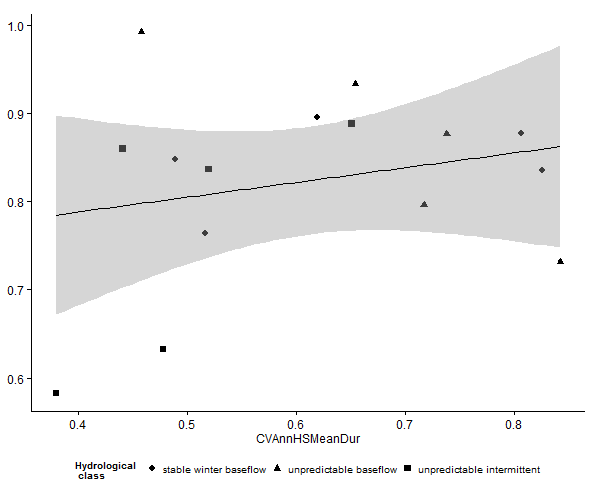 1.0
0.9
0.8
0.7
0.6
0.4 0.5 0.6 0.7 0.8
CVAnnHSMeanDur
Hydrological
class
stable winter baseflow unpredictable baseflow unpredictable intermittent